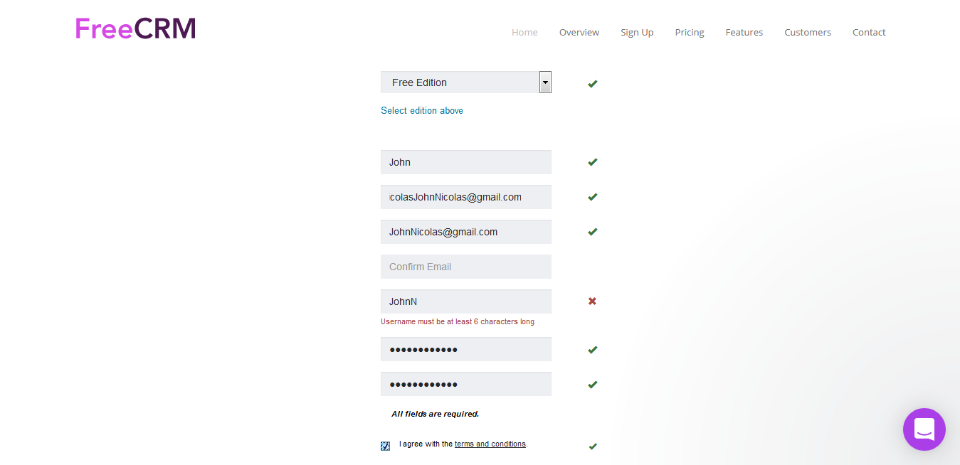 FreeCRM
Home Overview Sign Up Pricing Features Customers Contact
Free Edition
Select edition above
John
colasJohnNicolas@gmail.com
JohnNicolas@gmail.com
Confirm Email
JohnN
Username must be at least 6 characters long
All fields are required.
I agree with the terms and conditions.